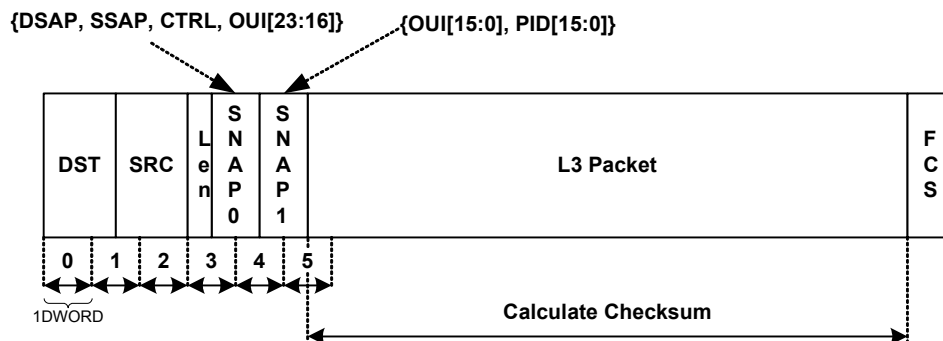 {DSAP, SSAP, CTRL, OUI[23:16]}
{OUI[15:0], PID[15:0]}
DST
SRC
Len
SNAP0
SNAP1
L3 Packet
FCS
0 1 2 3 4 5
1DWORD
Calculate Checksum